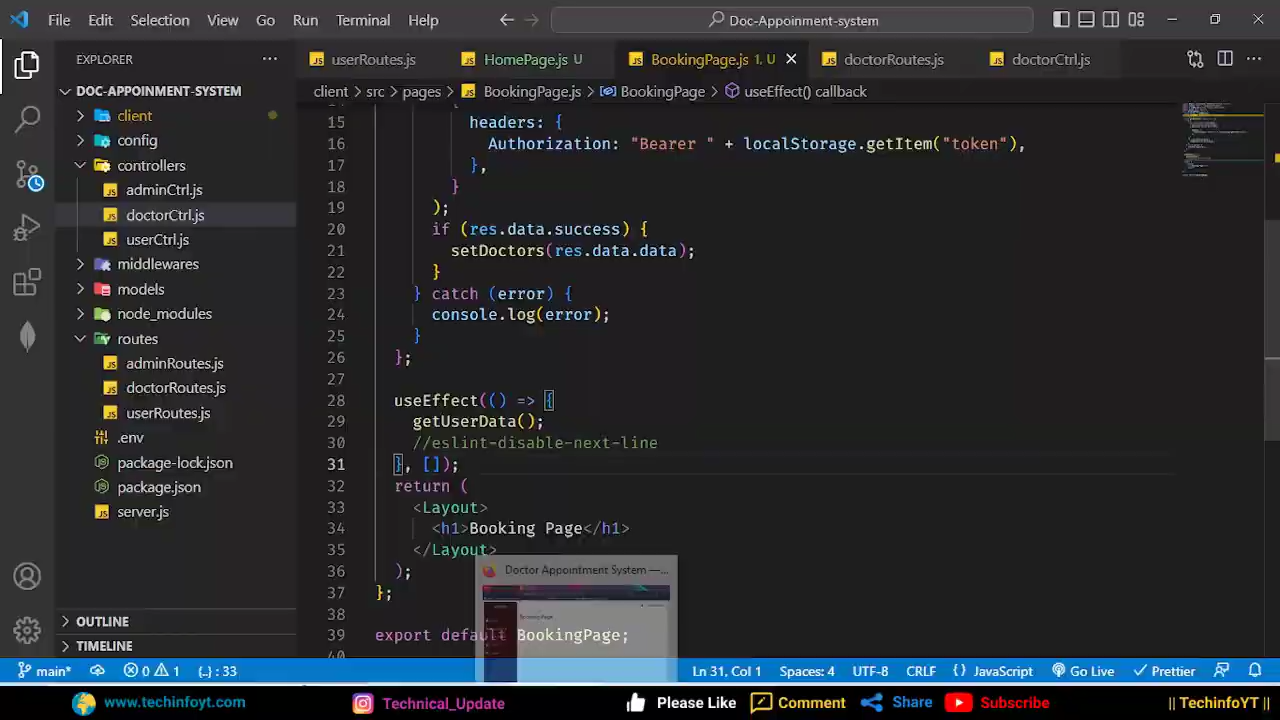 File Edit Selection View Go Run Terminal Help Doc-Appoinment-system
EXPLORER
userRoutes.js HomePage.js U BookingPage.js 1, U doctorRoutes.js doctorCtrl.js
client > src > pages > BookingPage.js > BookingPage > useEffect() callback
DOC-APPOINMENT-SYSTEM
client
config
controllers
adminCtrl.js
doctorCtrl.js
userCtrl.js
middlewares
models
node_modules
routes
adminRoutes.js
doctorRoutes.js
userRoutes.js
.env
package-lock.json
package.json
server.js
OUTLINE
TIMELINE
15 headers: {
16 Authorization: "Bearer " + localStorage.getItem("token"),
17 },
18 }
19 );
20 if (res.data.success) {
21 setDoctors(res.data.data);
22 }
23 } catch (error) {
24 console.log(error);
25 }
26 };
27
28 useEffect(() => {
29 getUserData();
30 //eslint-disable-next-line
31 }, []);
32 return (
33 <Layout>
34 <h1>Booking Page</h1>
35 </Layout>
36 );
37 };
38
39 export default BookingPage;
Doctor Appointment System —...
main* 0 1 {..} : 33 Ln 31, Col 1 Spaces: 4 UTF-8 CRLF {} JavaScript Go Live Prettier
www.techinfoyt.com Technical_Update Please Like Comment Share Subscribe || TechinfoYT ||